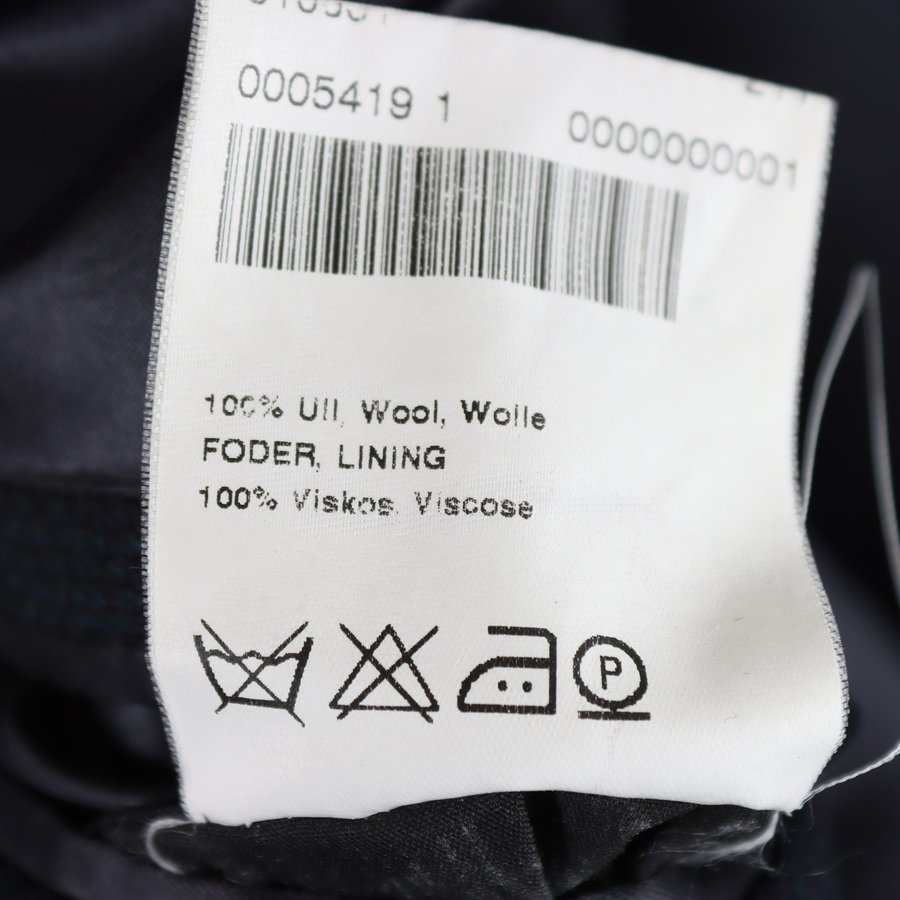 0005419 1
0000000001
100% Ull, Wool, Wolle
FODER, LINING
100% Viskos, Viscose
P